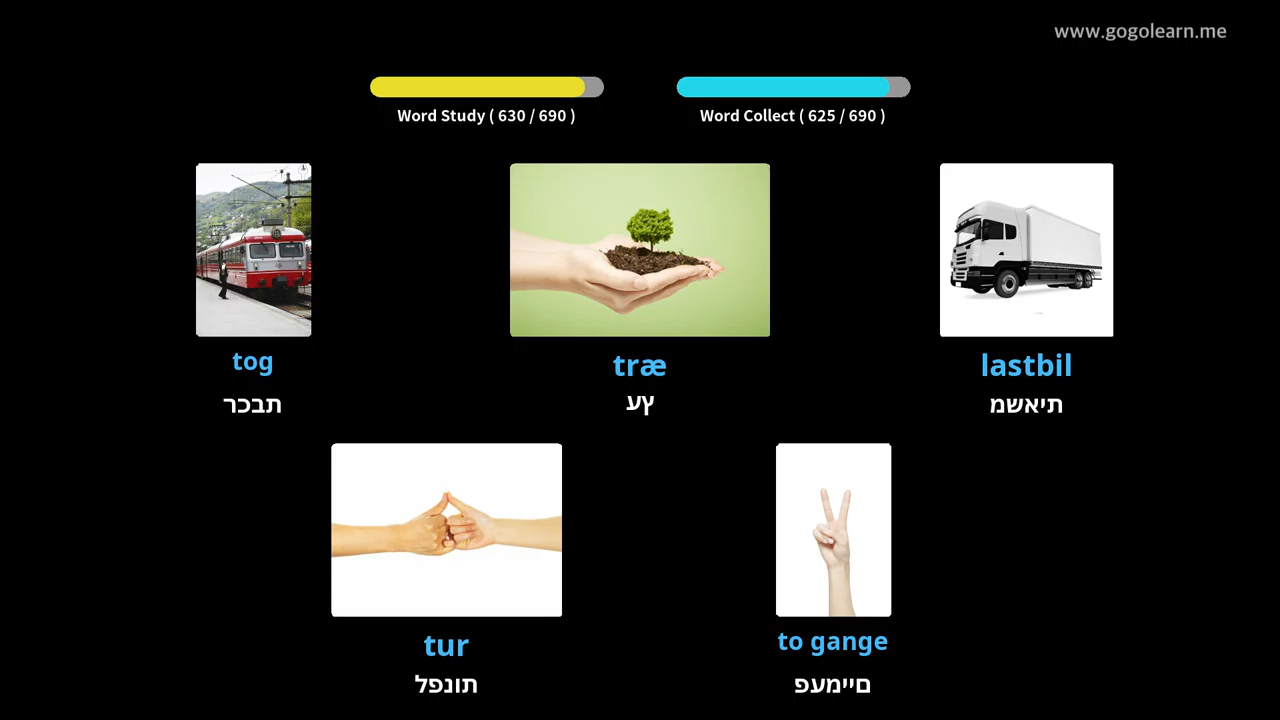 www.gogolearn.me
Word Study ( 630 / 690 )
Word Collect ( 625 / 690 )
tog
רכבת
træ
עץ
lastbil
משאית
tur
לפנות
to gange
פעמיים